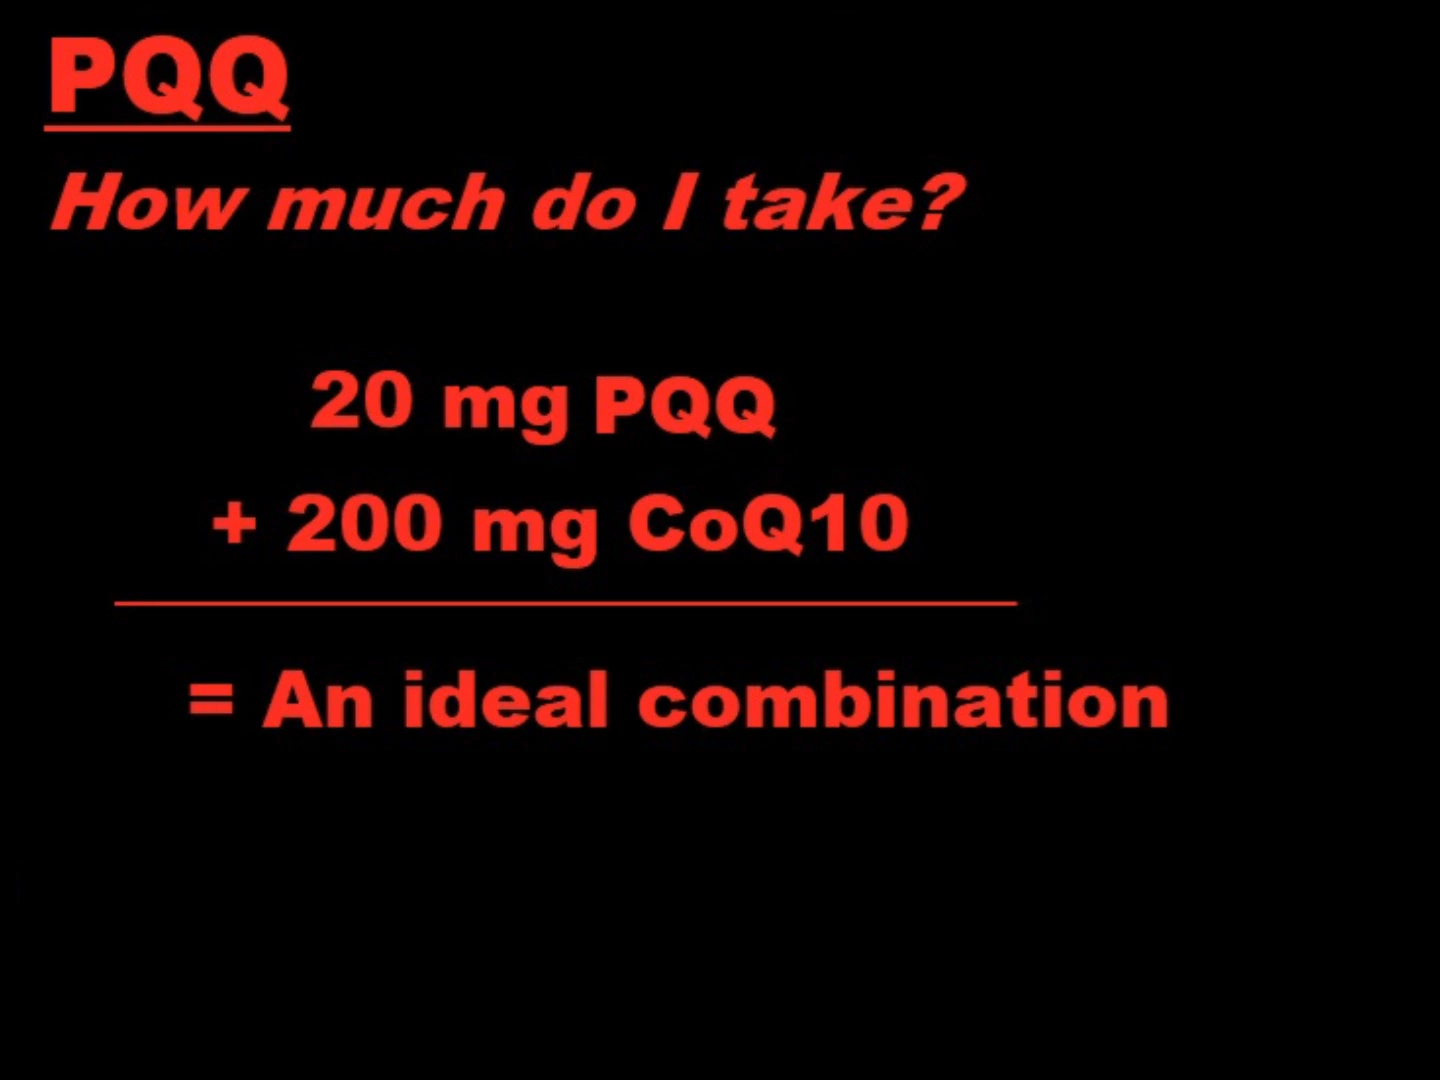 PQQ
How much do I take?
20 mg PQQ
+ 200 mg CoQ10
= An ideal combination